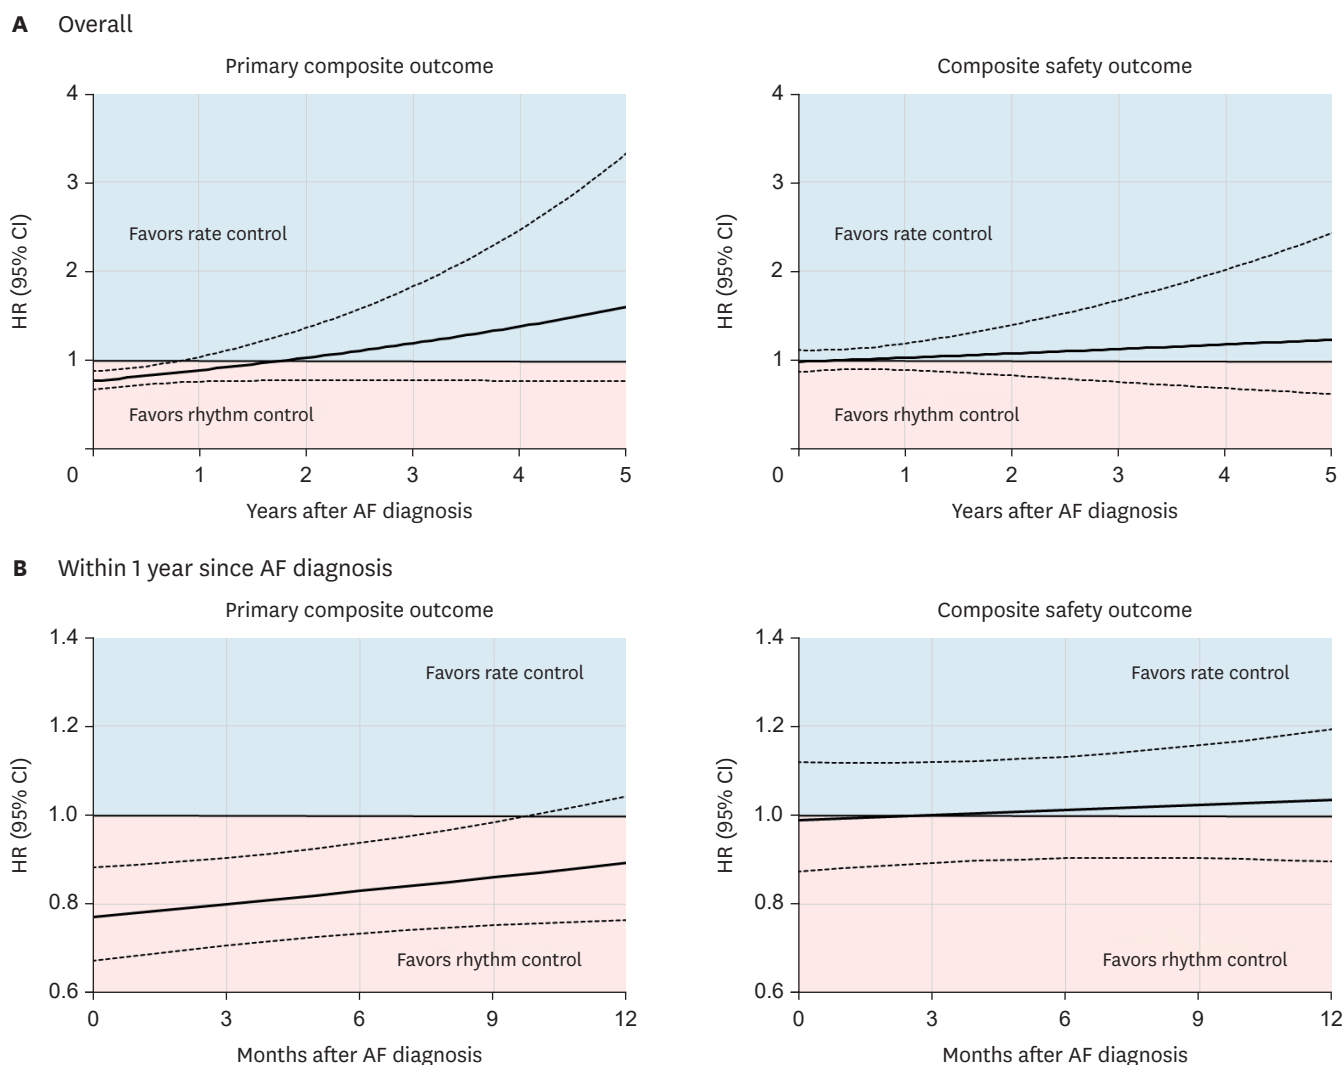 A Overall
Primary composite outcome
4
3
2
1
0
HR (95% CI)
Favors rate control
Favors rhythm control
1 2 3 4 5
Years after AF diagnosis
Composite safety outcome
4
3
2
1
0
HR (95% CI)
Favors rate control
Favors rhythm control
1 2 3 4 5
Years after AF diagnosis
B Within 1 year since AF diagnosis
Primary composite outcome
1.4
1.2
1.0
0.8
0.6
HR (95% CI)
Favors rate control
Favors rhythm control
0 3 6 9 12
Months after AF diagnosis
Composite safety outcome
1.4
1.2
1.0
0.8
0.6
HR (95% CI)
Favors rate control
Favors rhythm control
0 3 6 9 12
Months after AF diagnosis